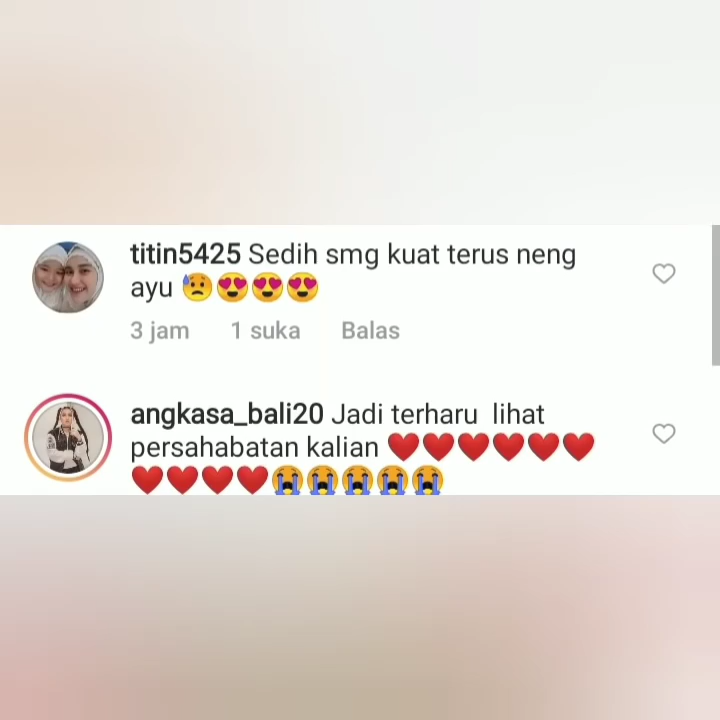 titin5425 Sedih smg kuat terus neng
ayu 😥😍😍😍
3 jam 1 suka Balas
angkasa_bali20 Jadi terharu lihat
persahabatan kalian ❤️❤️❤️❤️❤️❤️
❤️❤️❤️❤️😭😭😭😭😭